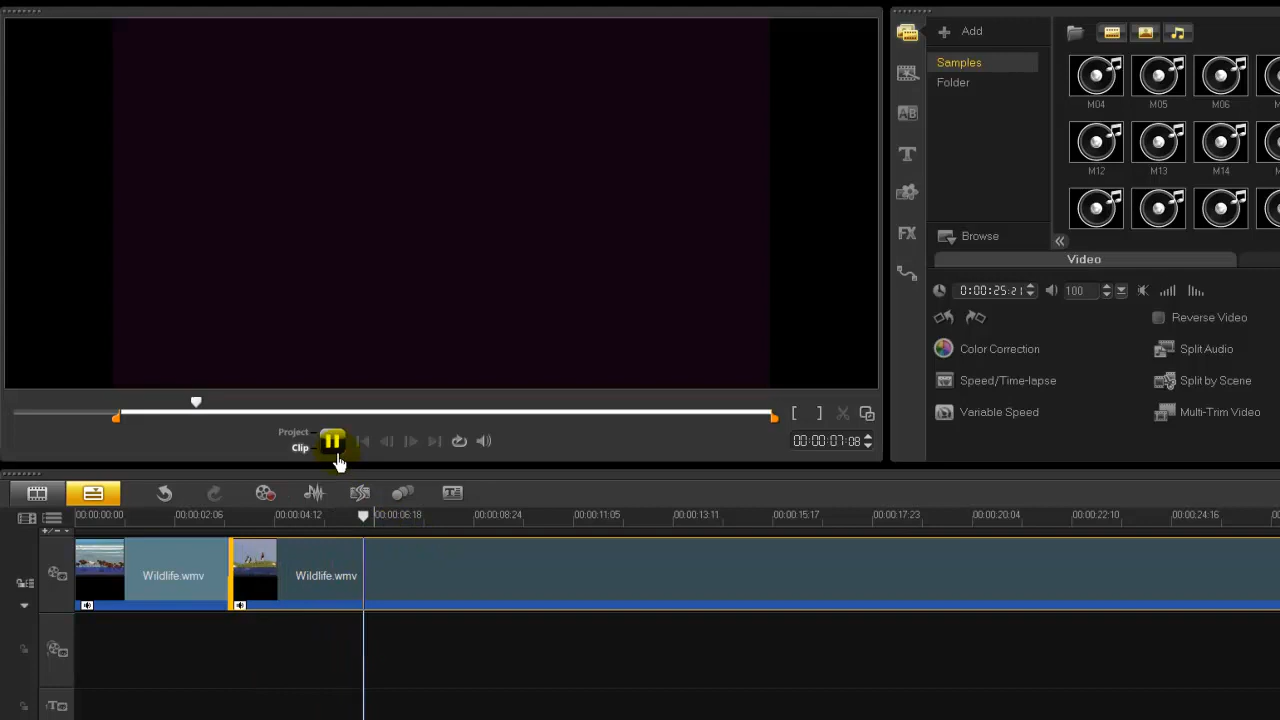 Add
Samples
Folder
M04
M05
M06
M12
M13
M14
Browse
Video
0:00:25:21
100
Reverse Video
Color Correction
Split Audio
Speed/Time-lapse
Split by Scene
Variable Speed
Multi-Trim Video
Project
Clip
00:00:07:08
AB
T
FX
00:00:00:00
00:00:02:06
00:00:04:12
00:00:06:18
00:00:08:24
00:00:11:05
00:00:13:11
00:00:15:17
00:00:17:23
00:00:20:04
00:00:22:10
00:00:24:16
Wildlife.wmv
Wildlife.wmv